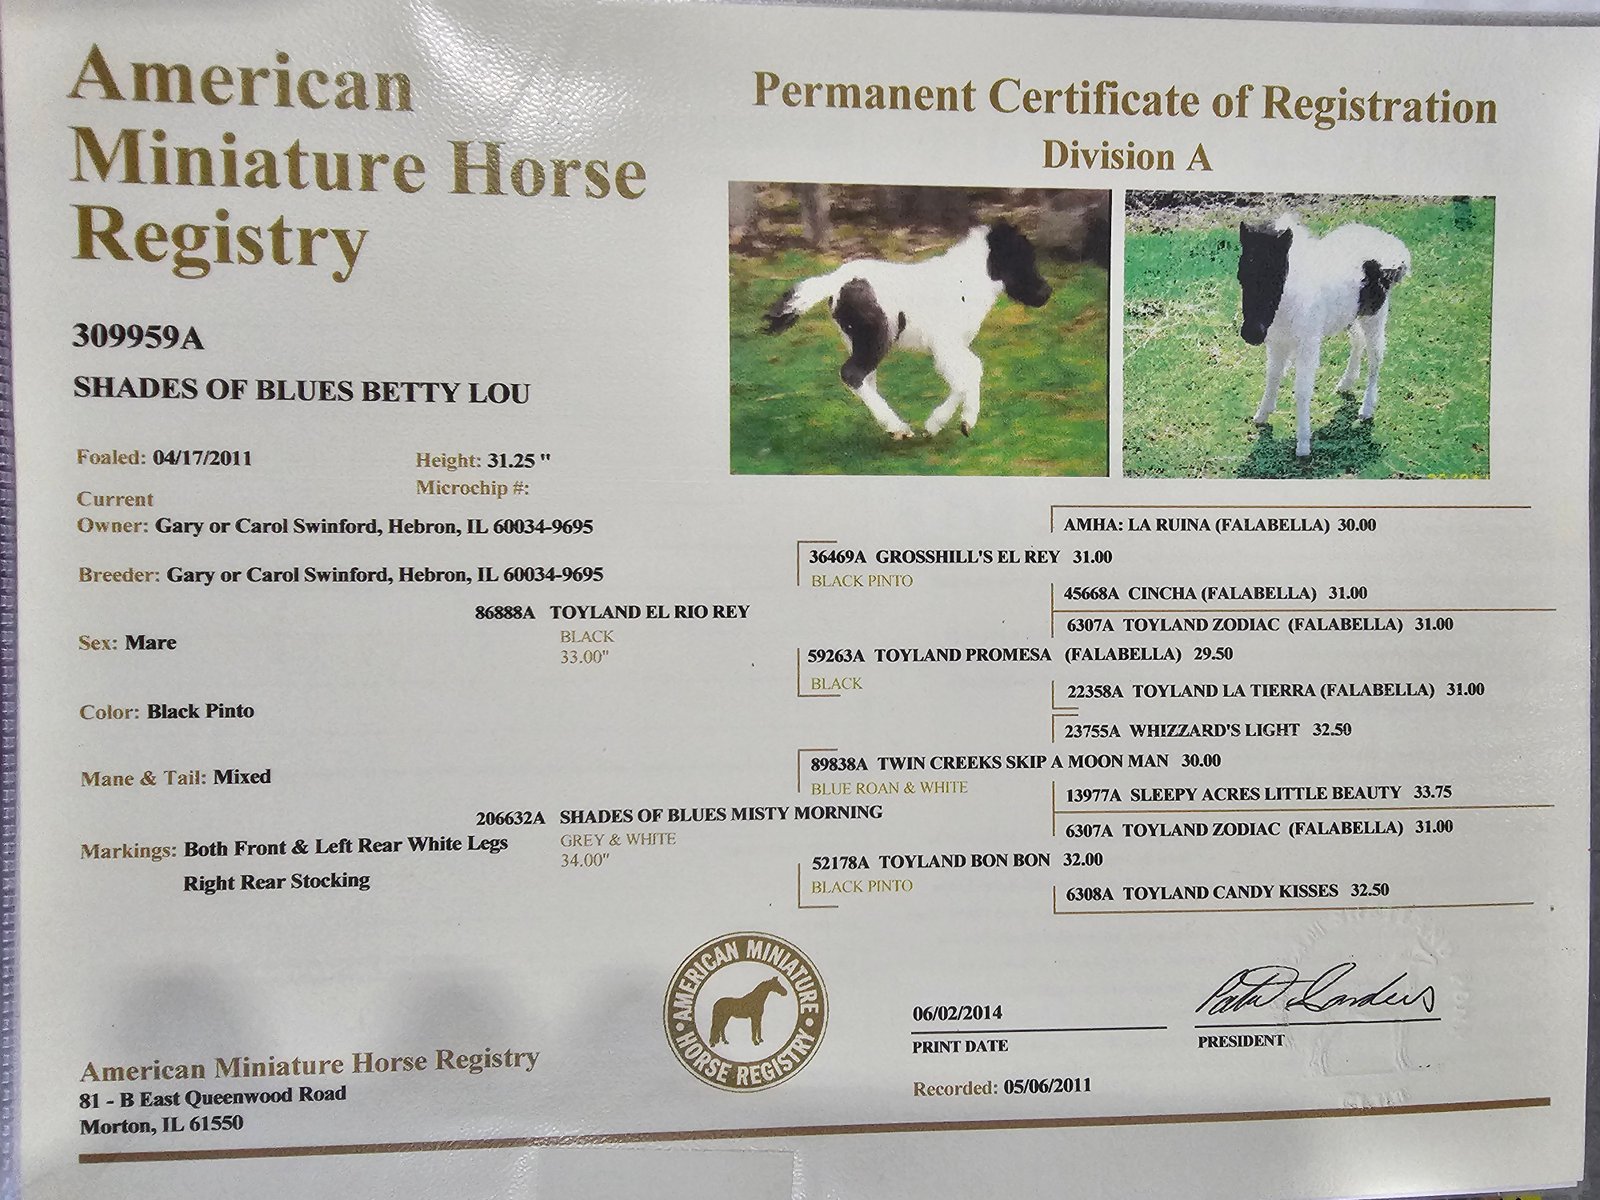 American
Miniature Horse
Registry
Permanent Certificate of Registration
Division A
309959A
SHADES OF BLUES BETTY LOU
Foaled: 04/17/2011
Height: 31.25 "
Microchip #:
Current
Owner: Gary or Carol Swinford, Hebron, IL 60034-9695
Breeder: Gary or Carol Swinford, Hebron, IL 60034-9695
Sex: Mare
Color: Black Pinto
Mane & Tail: Mixed
Markings: Both Front & Left Rear White Legs
Right Rear Stocking
86888A TOYLAND EL RIO REY
BLACK
33.00"
206632A SHADES OF BLUES MISTY MORNING
GREY & WHITE
34.00"
36469A GROSSHILL'S EL REY 31.00
BLACK PINTO
59263A TOYLAND PROMESA (FALABELLA) 29.50
BLACK
89838A TWIN CREEKS SKIP A MOON MAN 30.00
BLUE ROAN & WHITE
52178A TOYLAND BON BON 32.00
BLACK PINTO
AMHA: LA RUINA (FALABELLA) 30.00
45668A CINCHA (FALABELLA) 31.00
6307A TOYLAND ZODIAC (FALABELLA) 31.00
22358A TOYLAND LA TIERRA (FALABELLA) 31.00
23755A WHIZZARD'S LIGHT 32.50
13977A SLEEPY ACRES LITTLE BEAUTY 33.75
6307A TOYLAND ZODIAC (FALABELLA) 31.00
6308A TOYLAND CANDY KISSES 32.50
AMERICAN MINIATURE
HORSE REGISTRY
06/02/2014
PRINT DATE
PRESIDENT
Recorded: 05/06/2011
American Miniature Horse Registry
81 - B East Queenwood Road
Morton, IL 61550